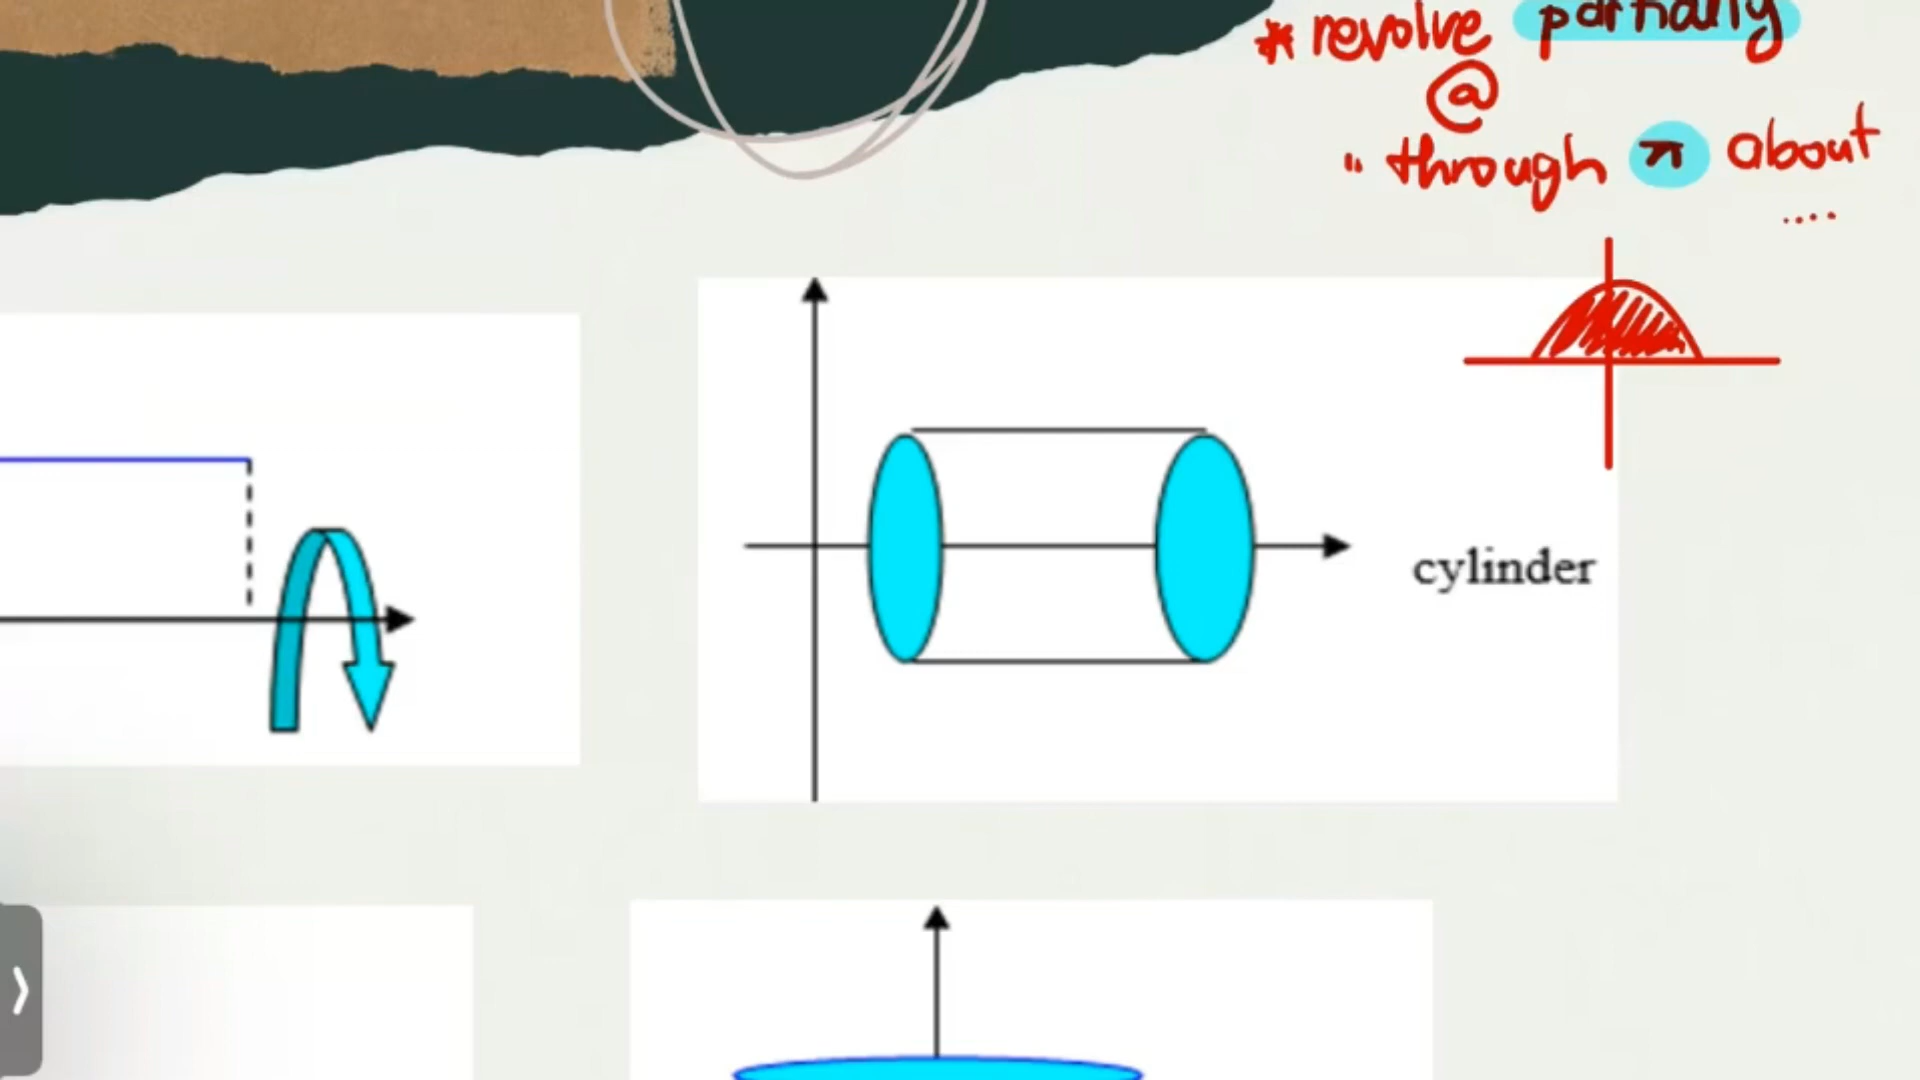 * revolve partially
@
" through π about
....
cylinder